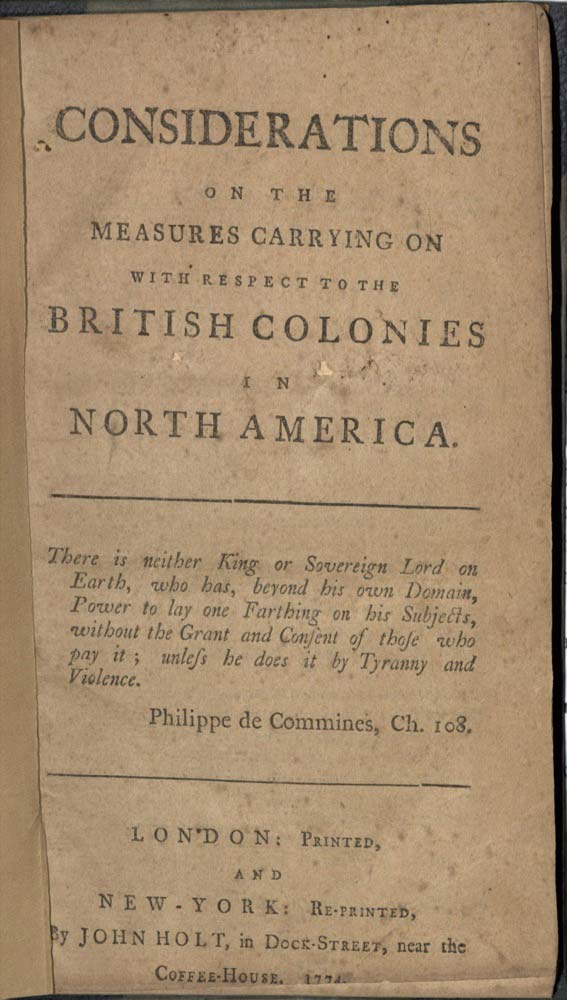 CONSIDERATIONS
ON THE
MEASURES CARRYING ON
WITH RESPECT TO THE
BRITISH COLONIES
IN
NORTH AMERICA.
There is neither King or Sovereign Lord on
Earth, who has, beyond his own Domain,
Power to lay one Farthing on his Subjects,
without the Grant and Conſent of thoſe who
pay it ; unleſs he does it by Tyranny and
Violence.
Philippe de Commines, Ch. 108.
LONDON: PRINTED,
AND
NEW-YORK: RE-PRINTED,
By JOHN HOLT, in DOCK-STREET, near the
COFFEE-HOUSE. 1774.